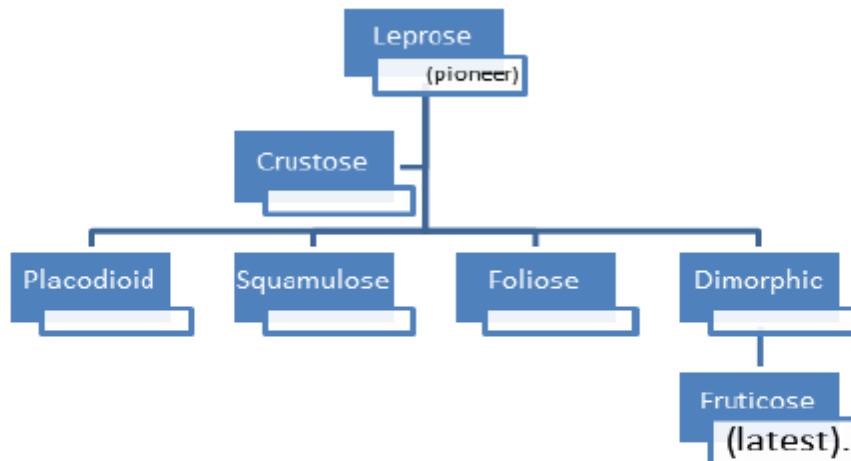 Leprose
(pioneer)
Crustose
Placodioid
Squamulose
Foliose
Dimorphic
Fruticose
(latest).